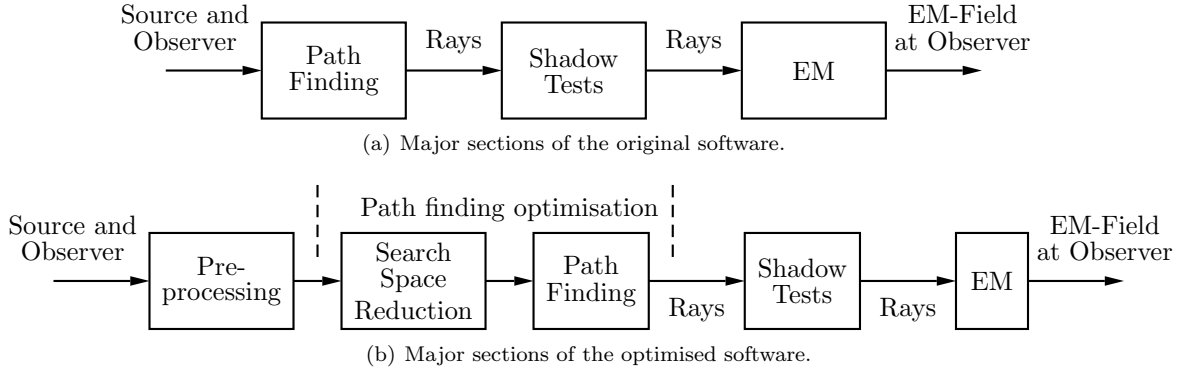 Source and
Observer
Path
Finding
Rays
Shadow
Tests
Rays
EM
EM-Field
at Observer
(a) Major sections of the original software.
Path finding optimisation
Source and
Observer
Pre-
processing
Search
Space
Reduction
Path
Finding
Rays
Shadow
Tests
Rays
EM
EM-Field
at Observer
(b) Major sections of the optimised software.